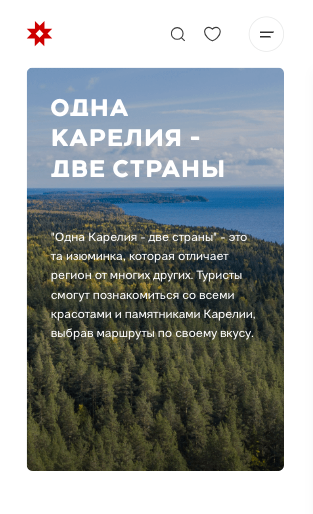 ОДНА
КАРЕЛИЯ -
ДВЕ СТРАНЫ
"Одна Карелия - две страны" - это
та изюминка, которая отличает
регион от многих других. Туристы
смогут познакомиться со всеми
красотами и памятниками Карелии,
выбрав маршруты по своему вкусу.